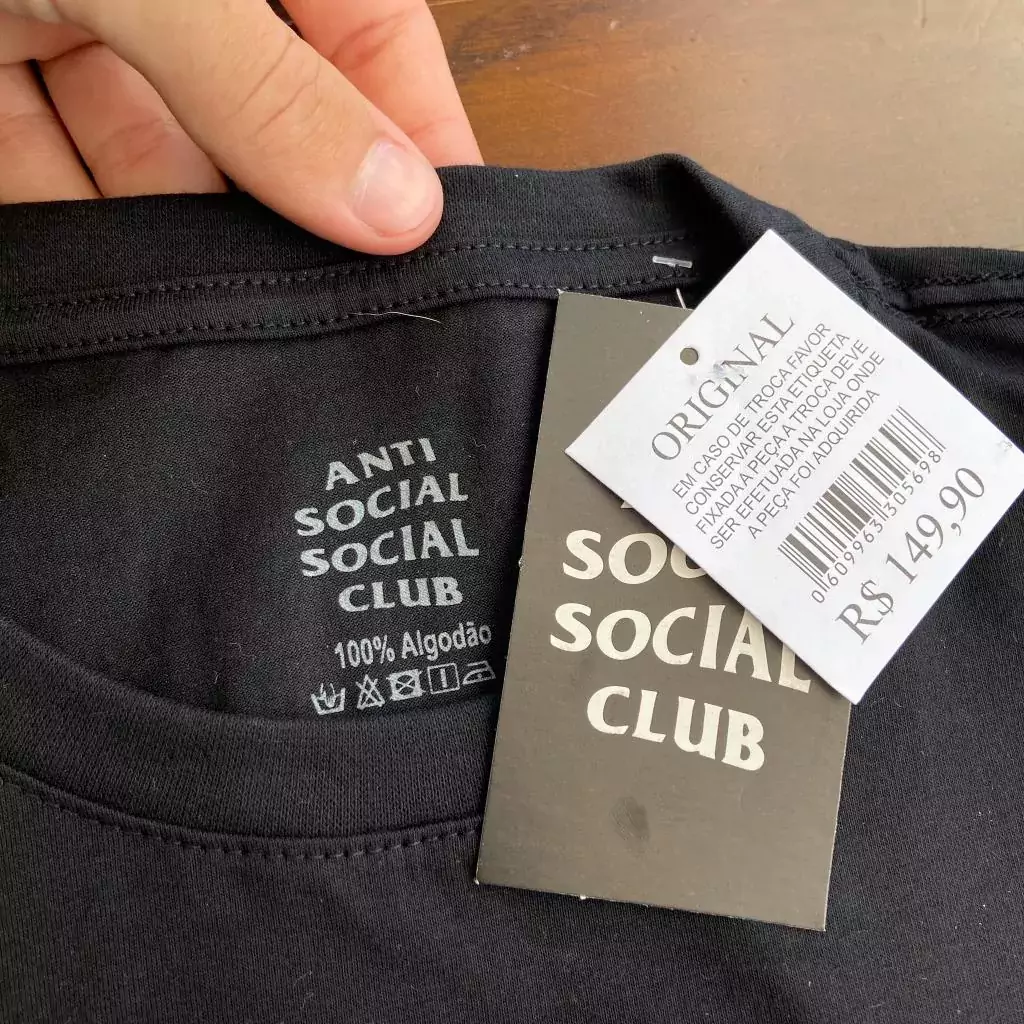 ANTI
SOCIAL
SOCIAL
CLUB
100% Algodão
SOCIAL
CLUB
ORIGINAL
EM CASO DE TROCA FAVOR
CONSERVAR ESTA ETIQUETA
FIXADA A PEÇA A TROCA DEVE
SER EFETUADA NA LOJA ONDE
A PEÇA FOI ADQUIRIDA
0609963305698
R$ 149,90